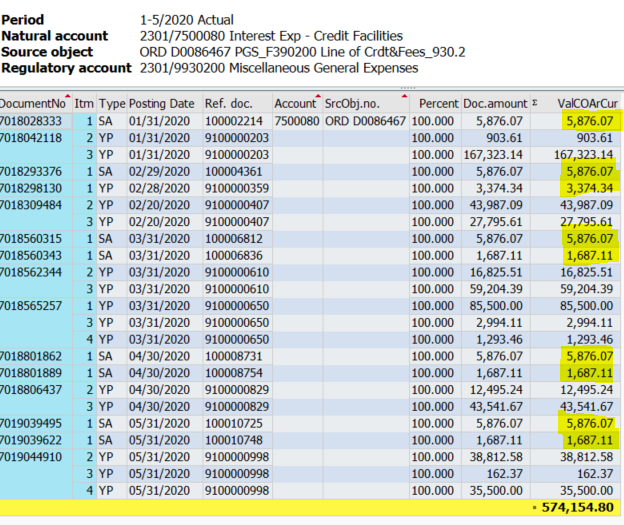 Period 1-5/2020 Actual
Natural account 2301/7500080 Interest Exp - Credit Facilities
Source object ORD D0086467 PGS_F390200 Line of Crdt&Fees_930.2
Regulatory account 2301/9930200 Miscellaneous General Expenses
DocumentNo Itm Type Posting Date Ref. doc. Account SrcObj.no. Percent Doc.amount Σ ValCOArCur
7018028333 1 SA 01/31/2020 100002214 7500080 ORD D0086467 100.000 5,876.07 5,876.07
7018042118 2 YP 01/31/2020 9100000203 100.000 903.61 903.61
3 YP 01/31/2020 9100000203 100.000 167,323.14 167,323.14
7018293376 1 SA 02/29/2020 100004361 100.000 5,876.07 5,876.07
7018298130 1 YP 02/28/2020 9100000359 100.000 3,374.34 3,374.34
7018309484 2 YP 02/20/2020 9100000407 100.000 43,987.09 43,987.09
3 YP 02/20/2020 9100000407 100.000 27,795.61 27,795.61
7018560315 1 SA 03/31/2020 100006812 100.000 5,876.07 5,876.07
7018560343 1 SA 03/31/2020 100006836 100.000 1,687.11 1,687.11
7018562344 2 YP 03/31/2020 9100000610 100.000 16,825.51 16,825.51
3 YP 03/31/2020 9100000610 100.000 59,204.39 59,204.39
7018565257 1 YP 03/31/2020 9100000650 100.000 85,500.00 85,500.00
3 YP 03/31/2020 9100000650 100.000 2,994.11 2,994.11
4 YP 03/31/2020 9100000650 100.000 1,293.46 1,293.46
7018801862 1 SA 04/30/2020 100008731 100.000 5,876.07 5,876.07
7018801889 1 SA 04/30/2020 100008754 100.000 1,687.11 1,687.11
7018806437 2 YP 04/30/2020 9100000829 100.000 12,495.24 12,495.24
3 YP 04/30/2020 9100000829 100.000 43,541.67 43,541.67
7019039495 1 SA 05/31/2020 100010725 100.000 5,876.07 5,876.07
7019039622 1 SA 05/31/2020 100010748 100.000 1,687.11 1,687.11
7019044910 2 YP 05/31/2020 9100000998 100.000 38,812.58 38,812.58
3 YP 05/31/2020 9100000998 100.000 162.37 162.37
4 YP 05/31/2020 9100000998 100.000 35,500.00 35,500.00
574,154.80